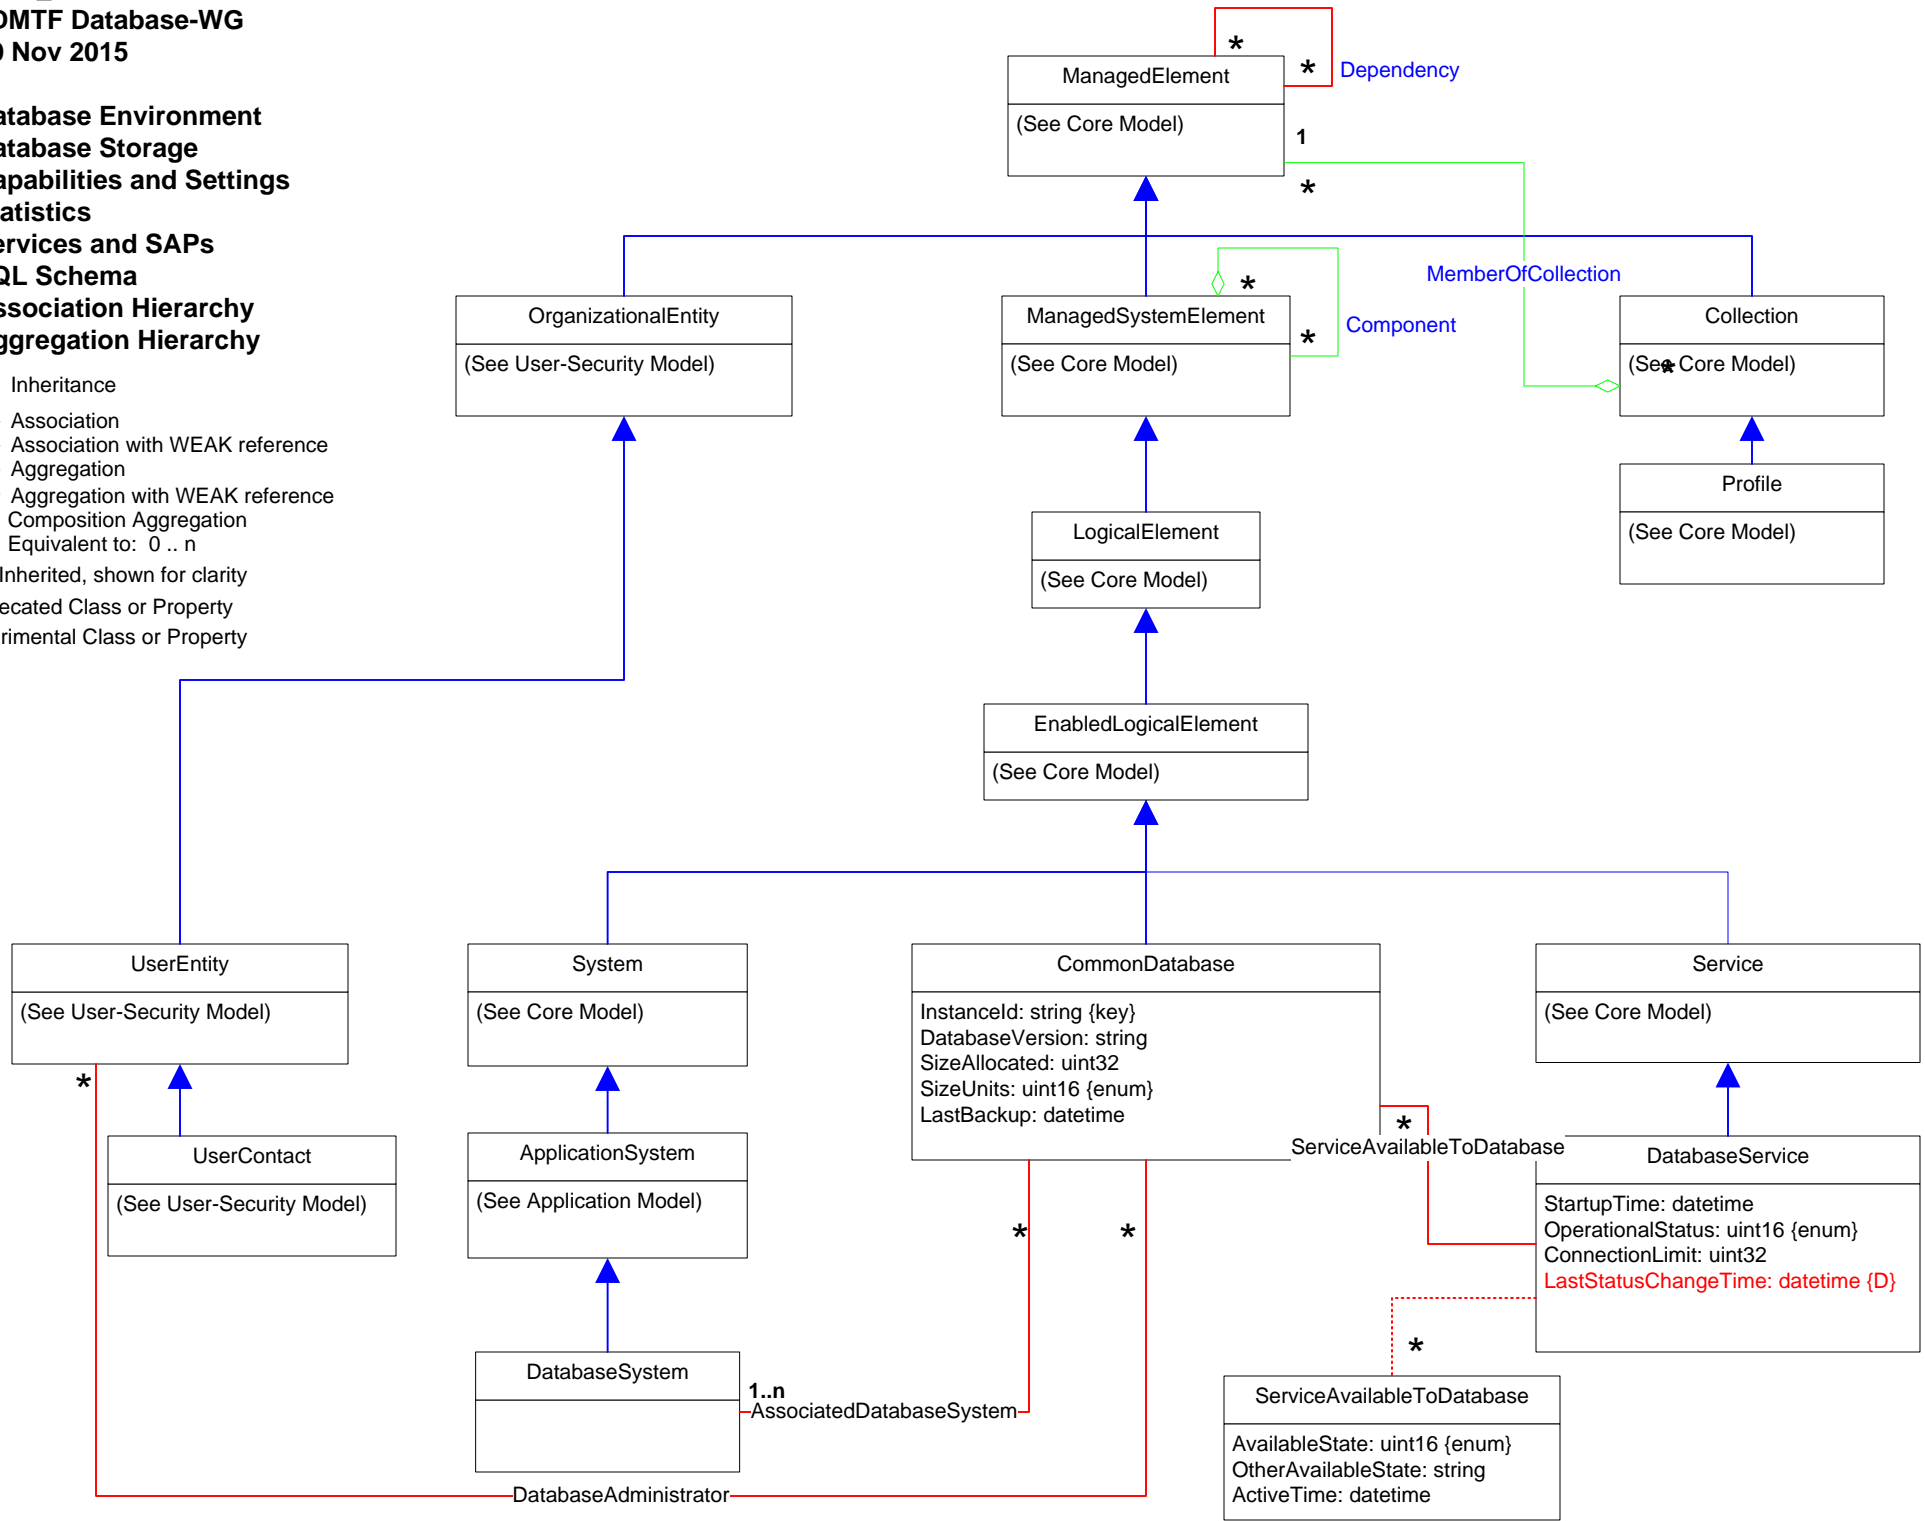 DMTF Database-WG
Nov 2015
atabase Environment
atabase Storage
apabilities and Settings
atistics
ervices and SAPs
QL Schema
ssociation Hierarchy
ggregation Hierarchy
Inheritance
Association
Association with WEAK reference
Aggregation
Aggregation with WEAK reference
Composition Aggregation
Equivalent to: 0 .. n
Inherited, shown for clarity
ecated Class or Property
rimental Class or Property
*
ManagedElement
*
Dependency
(See Core Model)
1
*
MemberOfCollection
OrganizationalEntity
(See User-Security Model)
*
ManagedSystemElement
*
Component
(See Core Model)
Collection
(See Core Model)
*
Profile
(See Core Model)
LogicalElement
(See Core Model)
EnabledLogicalElement
(See Core Model)
UserEntity
(See User-Security Model)
*
System
(See Core Model)
CommonDatabase
InstanceId: string {key}
DatabaseVersion: string
SizeAllocated: uint32
SizeUnits: uint16 {enum}
LastBackup: datetime
Service
(See Core Model)
*
ServiceAvailableToDatabase
UserContact
(See User-Security Model)
ApplicationSystem
(See Application Model)
*
*
DatabaseService
StartupTime: datetime
OperationalStatus: uint16 {enum}
ConnectionLimit: uint32
LastStatusChangeTime: datetime {D}
*
DatabaseSystem
1..n
AssociatedDatabaseSystem
ServiceAvailableToDatabase
AvailableState: uint16 {enum}
OtherAvailableState: string
ActiveTime: datetime
DatabaseAdministrator